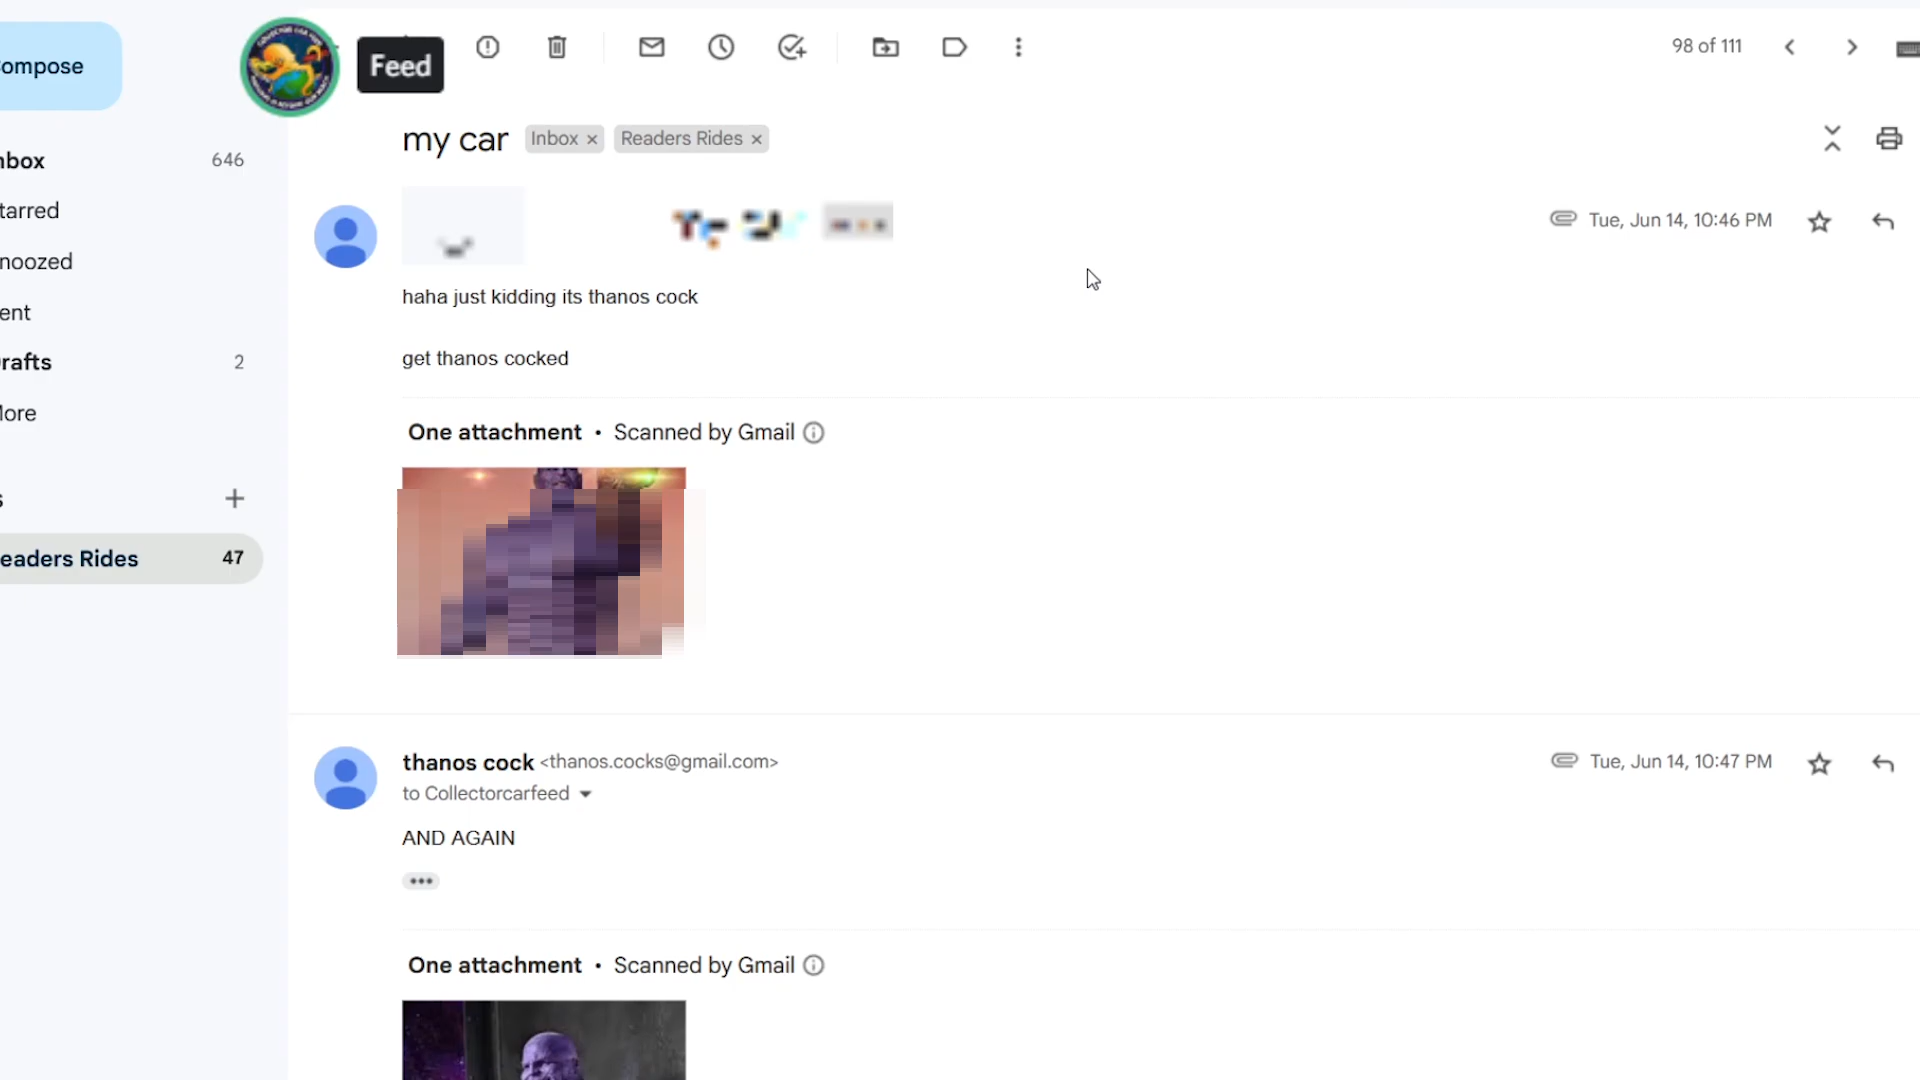 ompose
Feed
98 of 111
my car Inbox × Readers Rides ×
nbox 646
tarred
noozed
ent
rafts 2
More
s +
eaders Rides 47
Tue, Jun 14, 10:46 PM
haha just kidding its thanos cock
get thanos cocked
One attachment • Scanned by Gmail
thanos cock <thanos.cocks@gmail.com>
Tue, Jun 14, 10:47 PM
to Collectorcarfeed
AND AGAIN
One attachment • Scanned by Gmail